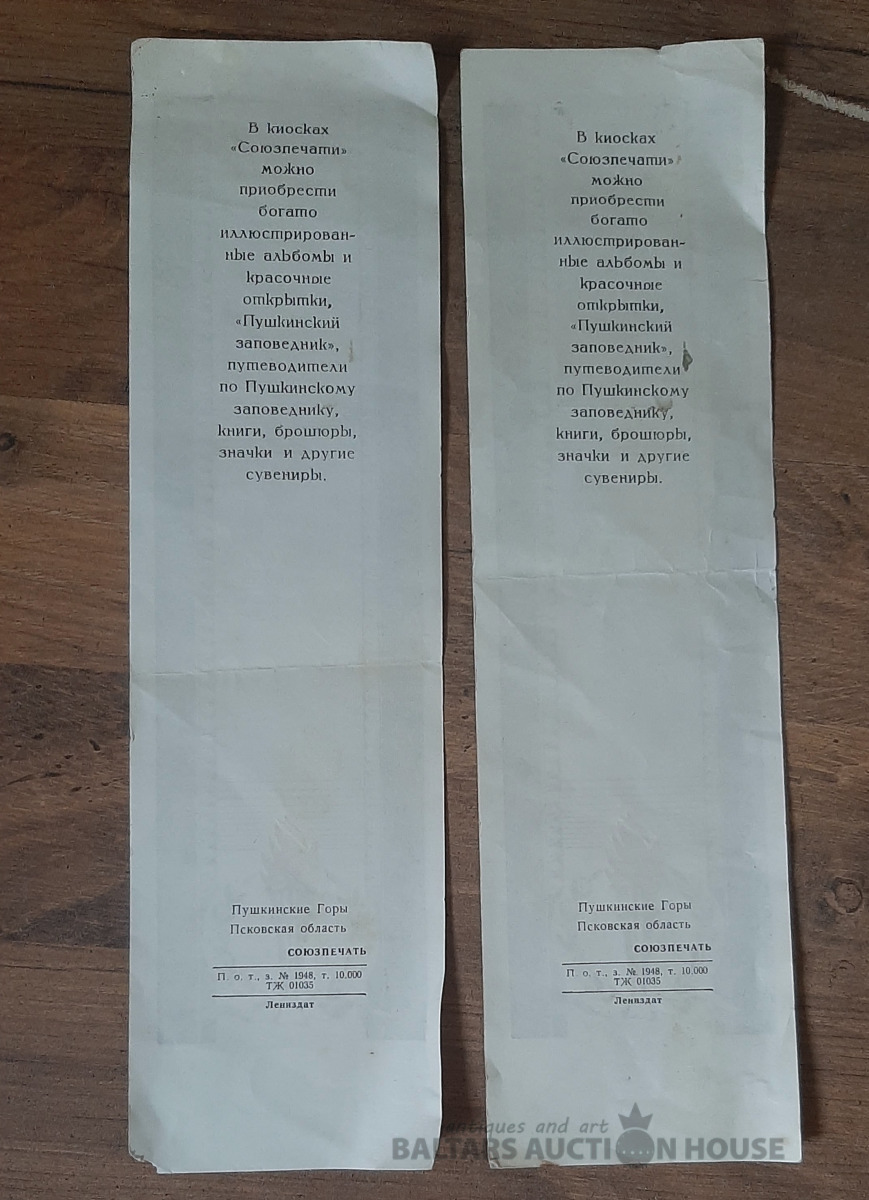 В киосках
«Союзпечати»
можно
приобрести
богато
иллюстрирован-
ные альбомы и
красочные
открытки,
«Пушкинский
заповедник»,
путеводители
по Пушкинскому
заповеднику,
книги, брошюры,
значки и другие
сувениры.
Пушкинские Горы
Псковская область
СОЮЗПЕЧАТЬ
П. о. т., з. № 1948, т. 10.000
ТЖ 01035
Лениздат
В киосках
«Союзпечати»
можно
приобрести
богато
иллюстрирован-
ные альбомы и
красочные
открытки,
«Пушкинский
заповедник»,
путеводители
по Пушкинскому
заповеднику,
книги, брошюры,
значки и другие
сувениры.
Пушкинские Горы
Псковская область
СОЮЗПЕЧАТЬ
П. о. т., з. № 1948, т. 10.000
ТЖ 01035
Лениздат
antiques and art
BALTARS AUCTION HOUSE